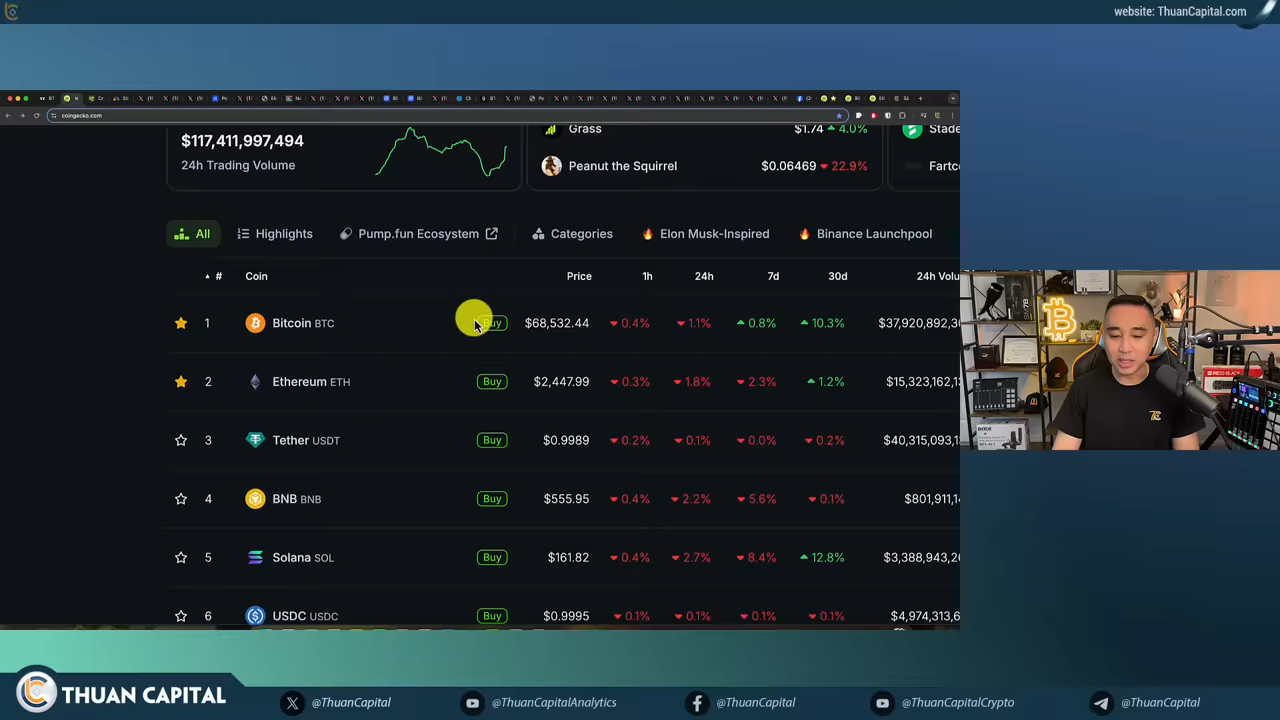 website: ThuanCapital.com
coingecko.com
$117,411,997,494
24h Trading Volume
Grass $1.74 4.0%
Peanut the Squirrel $0.06469 22.9%
All Highlights Pump.fun Ecosystem Categories Elon Musk-Inspired Binance Launchpool
# Coin Price 1h 24h 7d 30d
1 Bitcoin BTC Buy $68,532.44 0.4% 1.1% 0.8% 10.3%
2 Ethereum ETH Buy $2,447.99 0.3% 1.8% 2.3% 1.2%
3 Tether USDT Buy $0.9989 0.2% 0.1% 0.0% 0.2%
4 BNB BNB Buy $555.95 0.4% 2.2% 5.6% 0.1%
5 Solana SOL Buy $161.82 0.4% 2.7% 8.4% 12.8%
6 USDC USDC Buy $0.9995 0.1% 0.1% 0.1% 0.1%
THUAN CAPITAL
@ThuanCapital
@ThuanCapitalAnalytics
@ThuanCapital
@ThuanCapitalCrypto
@ThuanCapital